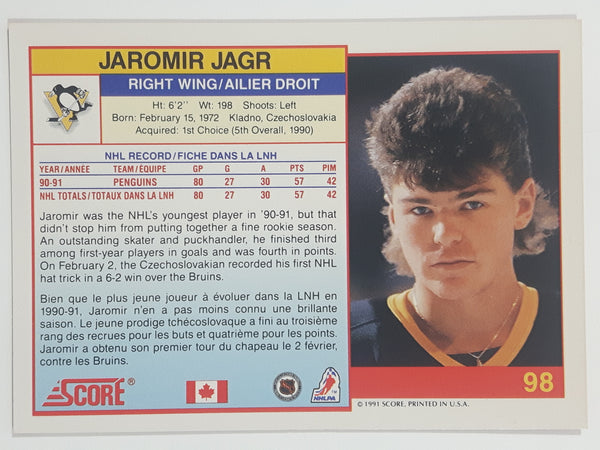 JAROMIR JAGR
RIGHT WING/AILIER DROIT
Ht: 6'2'' Wt: 198 Shoots: Left
Born: February 15, 1972 Kladno, Czechoslovakia
Acquired: 1st Choice (5th Overall, 1990)
NHL RECORD/FICHE DANS LA LNH
YEAR/ANNÉE TEAM/ÉQUIPE GP G A PTS PIM
90-91 PENGUINS 80 27 30 57 42
NHL TOTALS/TOTAUX DANS LA LNH 80 27 30 57 42
Jaromir was the NHL's youngest player in '90-91, but that
didn't stop him from putting together a fine rookie season.
An outstanding skater and puckhandler, he finished third
among first-year players in goals and was fourth in points.
On February 2, the Czechoslovakian recorded his first NHL
hat trick in a 6-2 win over the Bruins.
Bien que le plus jeune joueur à évoluer dans la LNH en
1990-91, Jaromir n'en a pas moins connu une brillante
saison. Le jeune prodige tchécoslovaque a fini au troisième
rang des recrues pour les buts et quatrième pour les points.
Jaromir a obtenu son premier tour du chapeau le 2 février,
contre les Bruins.
SCORE®
NHLPA
98
© 1991 SCORE, PRINTED IN U.S.A.